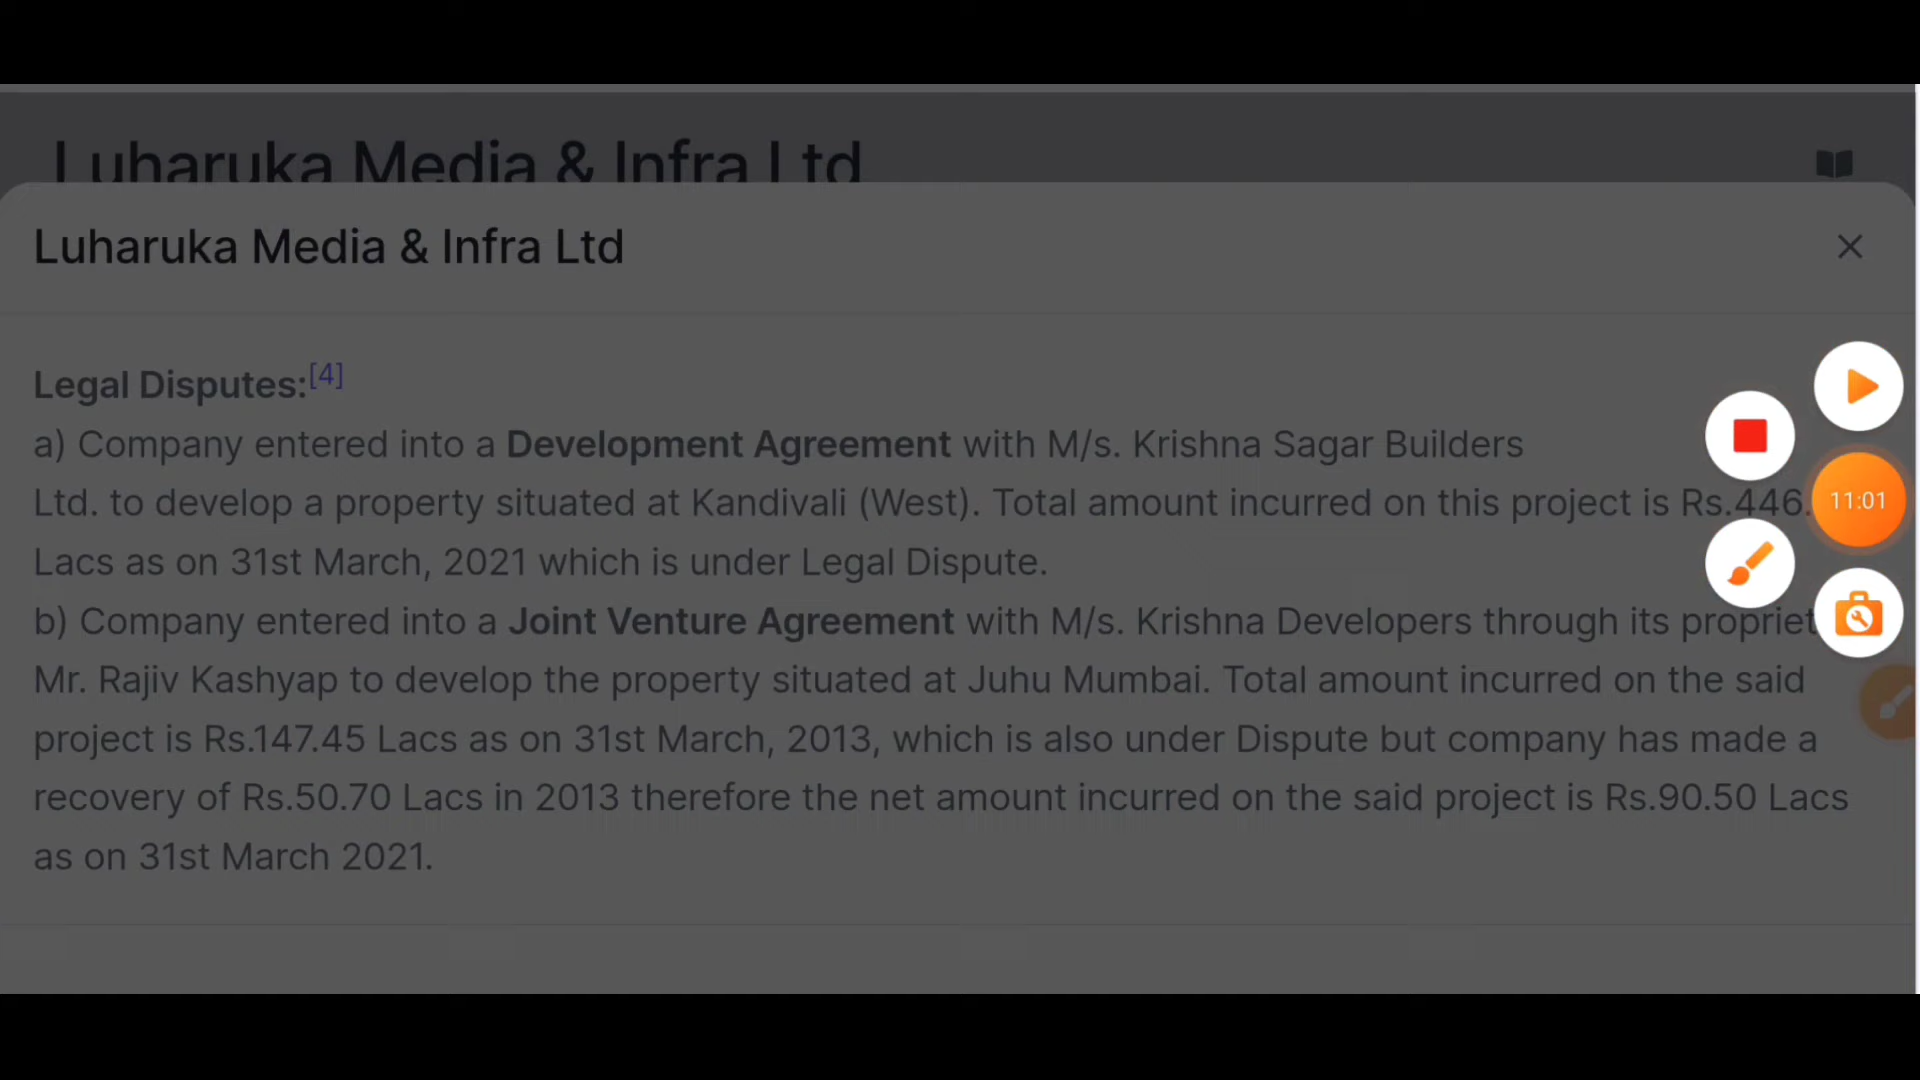 Luharuka Media & Infra Ltd
Luharuka Media & Infra Ltd
Legal Disputes:[4]
a) Company entered into a Development Agreement with M/s. Krishna Sagar Builders
Ltd. to develop a property situated at Kandivali (West). Total amount incurred on this project is Rs.446.
Lacs as on 31st March, 2021 which is under Legal Dispute.
b) Company entered into a Joint Venture Agreement with M/s. Krishna Developers through its propriet
Mr. Rajiv Kashyap to develop the property situated at Juhu Mumbai. Total amount incurred on the said
project is Rs.147.45 Lacs as on 31st March, 2013, which is also under Dispute but company has made a
recovery of Rs.50.70 Lacs in 2013 therefore the net amount incurred on the said project is Rs.90.50 Lacs
as on 31st March 2021.
11:01